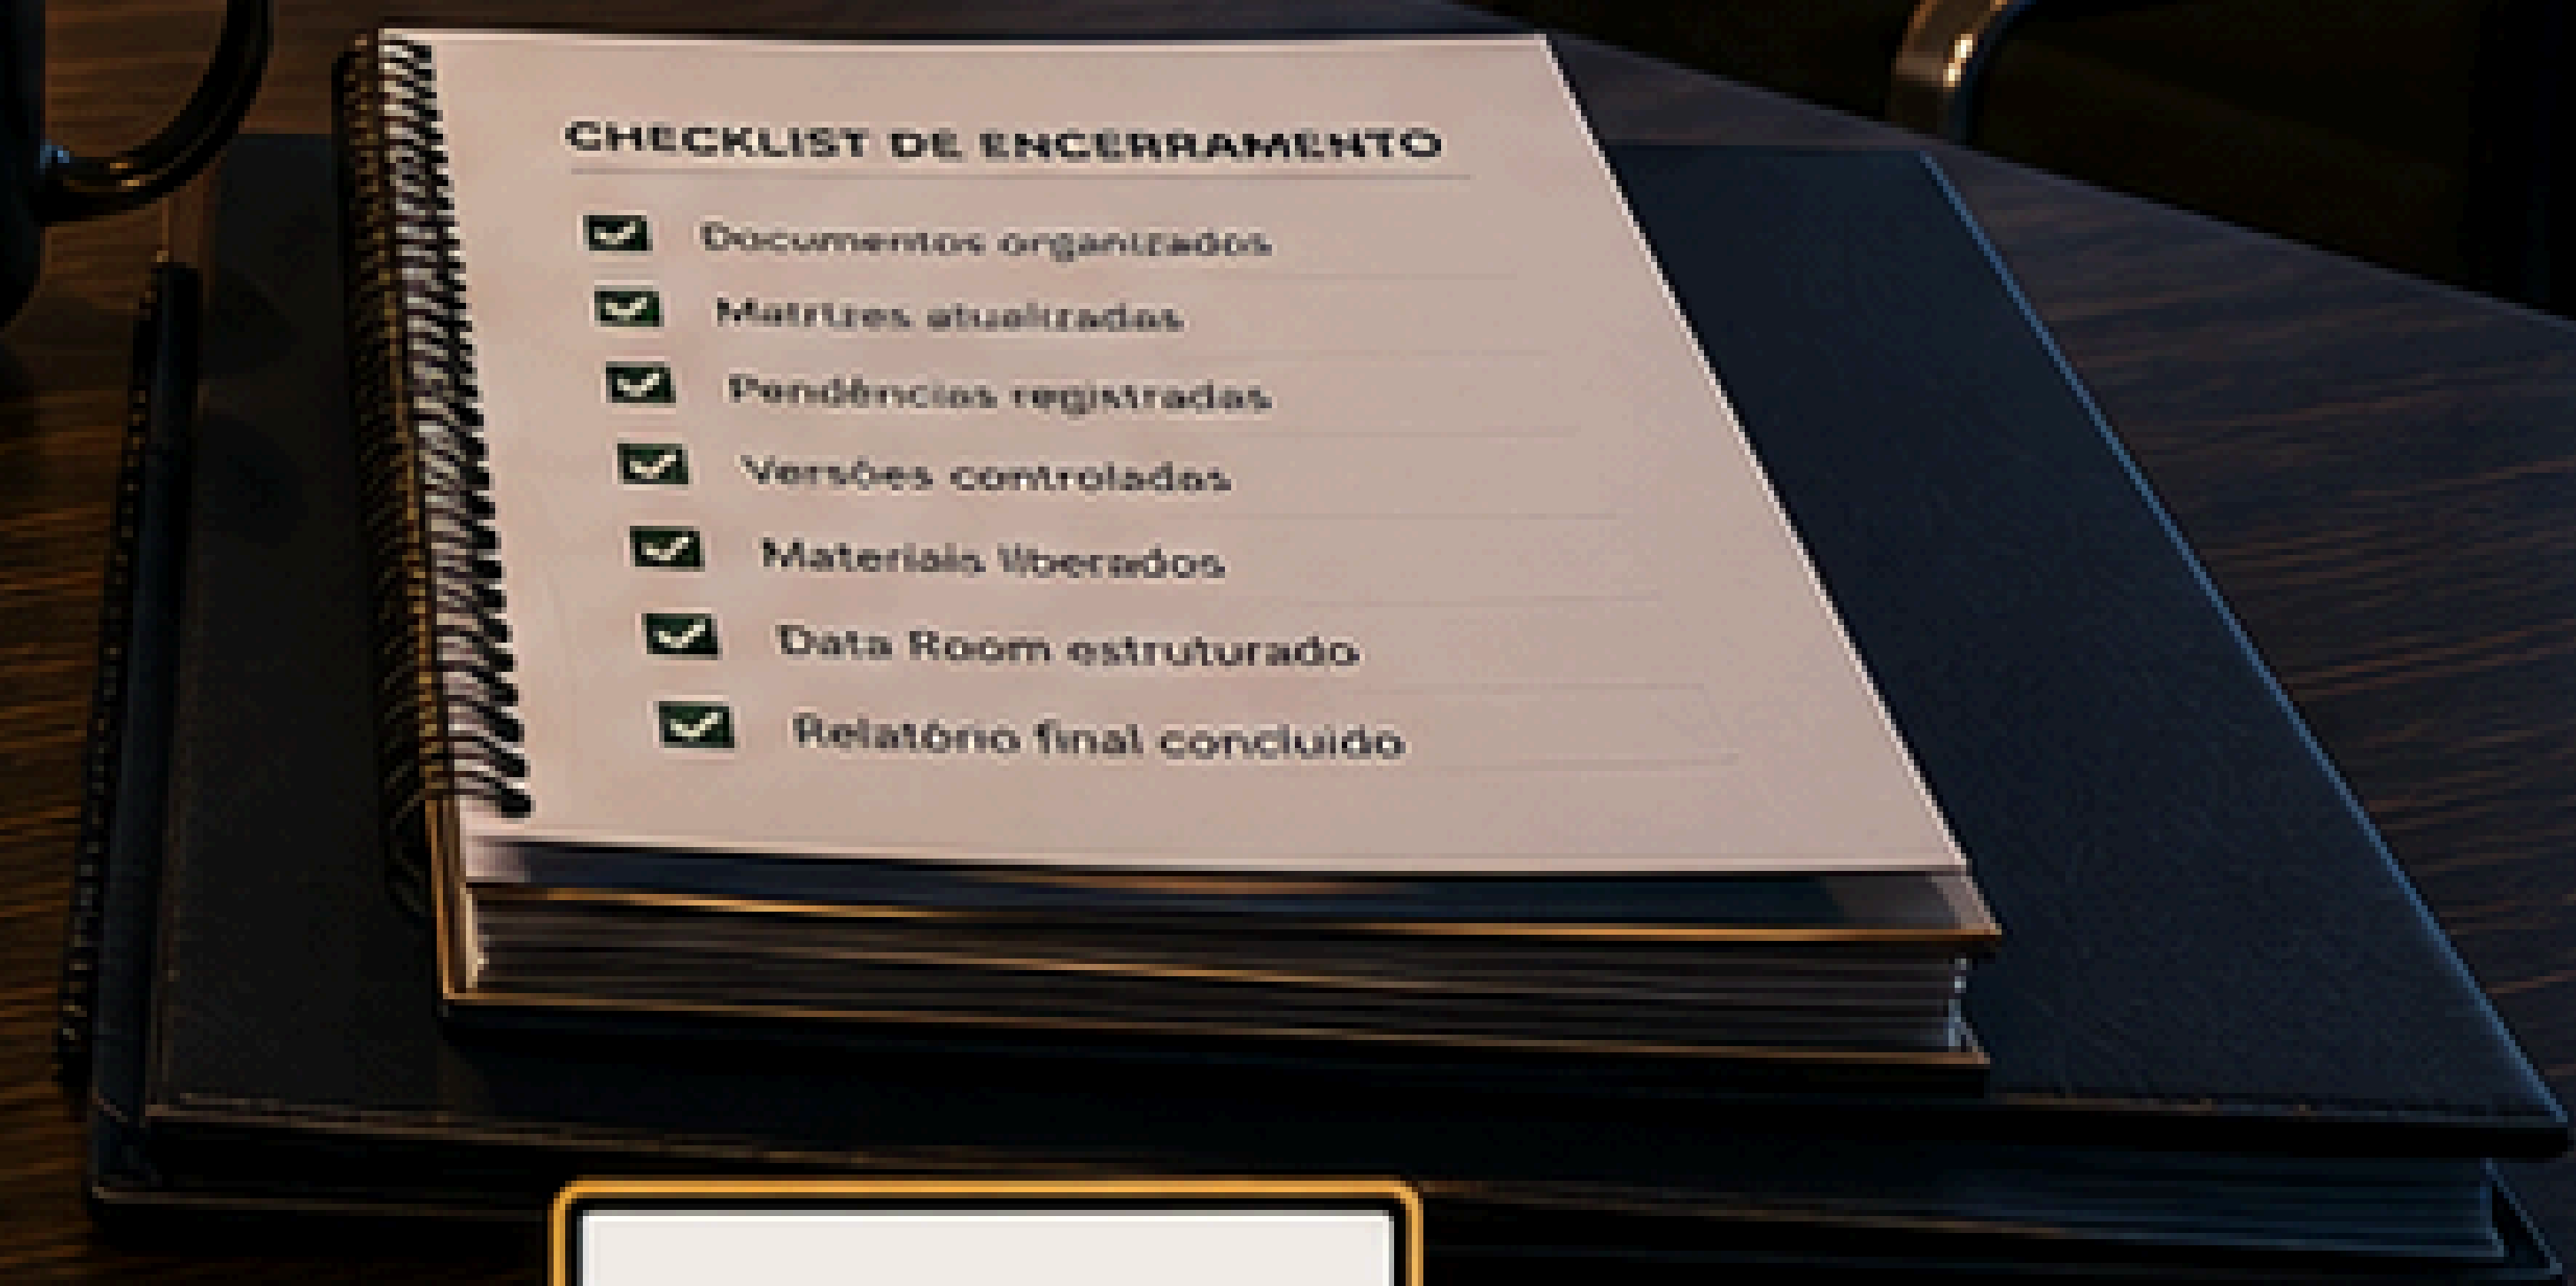 CHECKLIST DE ENCERRAMENTO
Documentos organizados
Matrizes atualizadas
Pendências registradas
Versões controladas
Materiais liberados
Data Room estruturado
Relatório final concluído